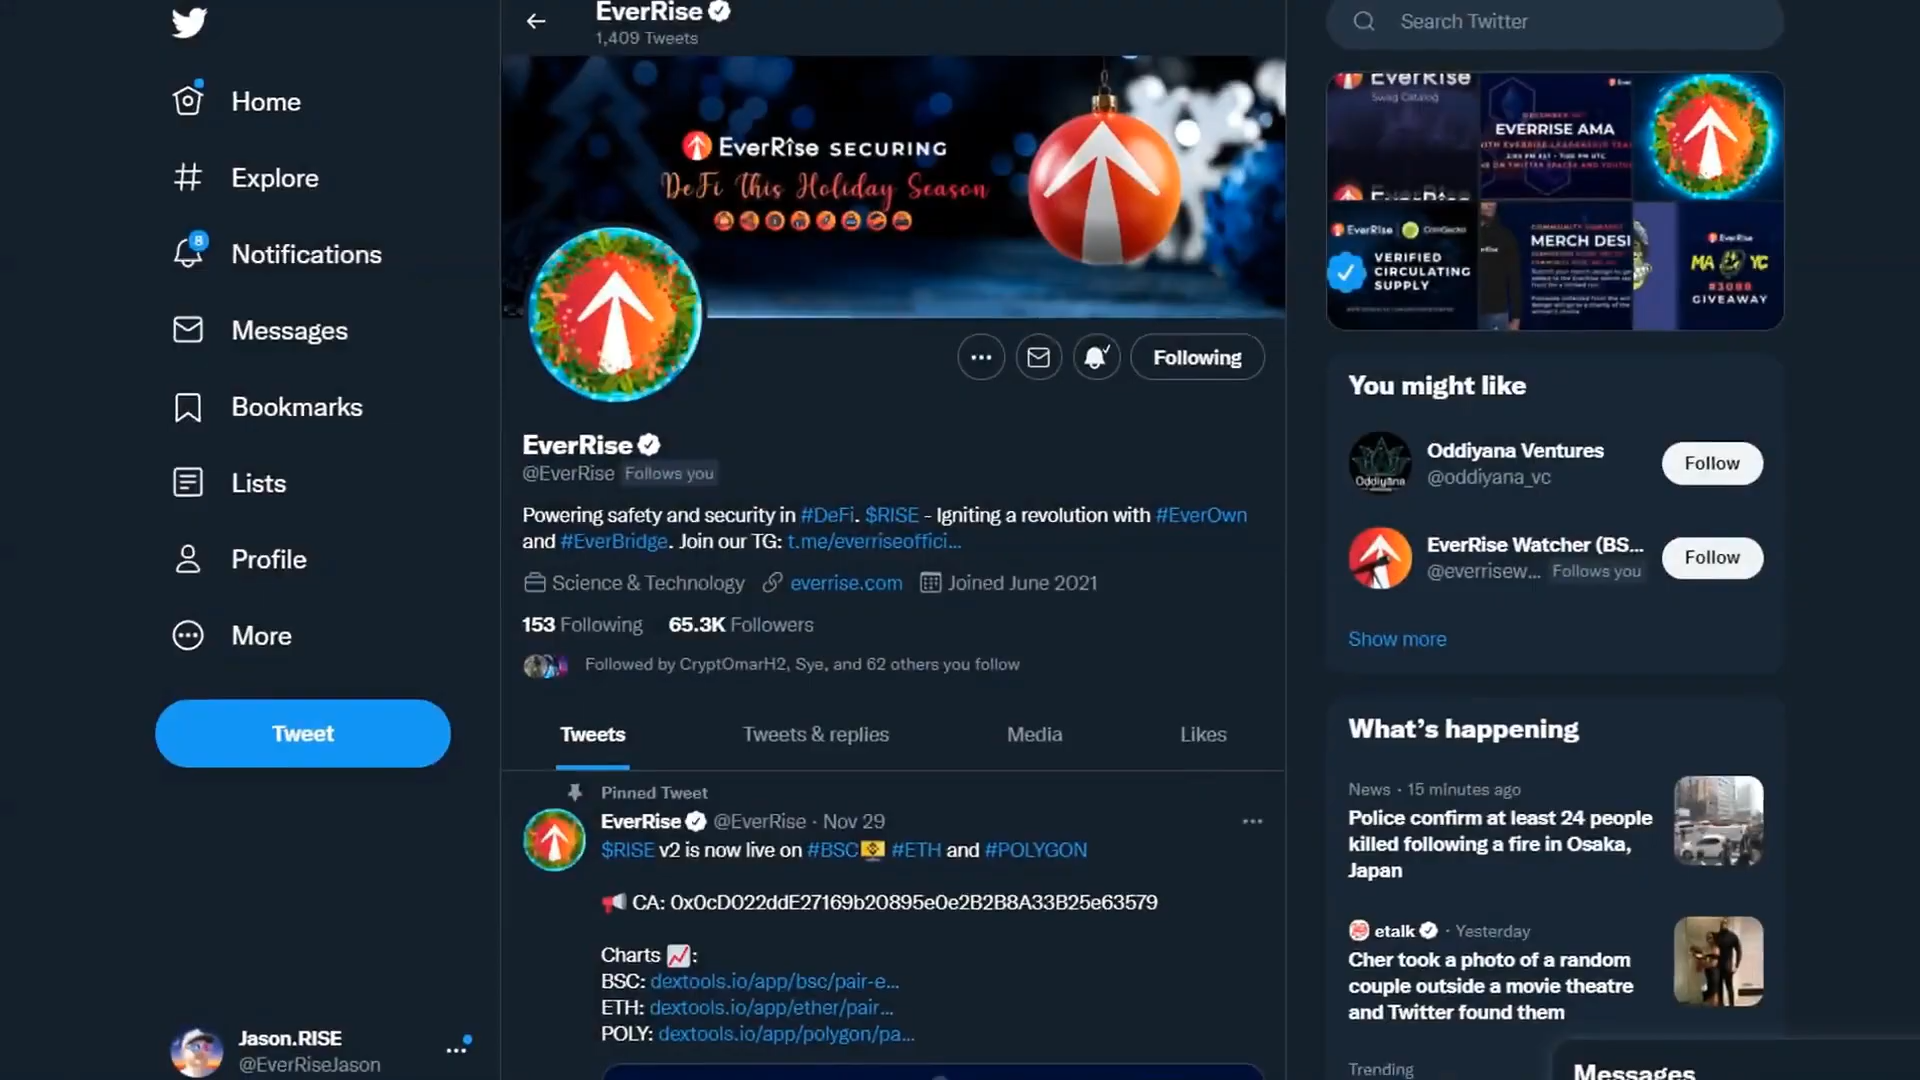 Home
Explore
8
Notifications
Messages
Bookmarks
Lists
Profile
More
Tweet
Jason.RISE
@EverRiseJason
EverRise
1,409 Tweets
EverRise SECURING
DeFi this Holiday Season
Following
EverRise
@EverRise Follows you
Powering safety and security in #DeFi. $RISE - Igniting a revolution with #EverOwn
and #EverBridge. Join our TG: t.me/everriseoffici...
Science & Technology everrise.com Joined June 2021
153 Following 65.3K Followers
Followed by CryptOmarH2, Sye, and 62 others you follow
Tweets Tweets & replies Media Likes
Pinned Tweet
EverRise @EverRise · Nov 29
$RISE v2 is now live on #BSC #ETH and #POLYGON
CA: 0x0cD022ddE27169b20895e0e2B2B8A33B25e63579
Charts :
BSC: dextools.io/app/bsc/pair-e...
ETH: dextools.io/app/ether/pair...
POLY: dextools.io/app/polygon/pa...
Search Twitter
EverRise
Swag Catalog
EverRise
EVERRISE AMA
EverRise CoinGecko
VERIFIED
CIRCULATING
SUPPLY
MERCH DESI
EverRise
MA YC
#3088
GIVEAWAY
You might like
Oddiyana
Oddiyana Ventures
@oddiyana_vc
Follow
EverRise Watcher (BS...
@everrisew... Follows you
Follow
Show more
What's happening
News · 15 minutes ago
Police confirm at least 24 people
killed following a fire in Osaka,
Japan
etalk · Yesterday
Cher took a photo of a random
couple outside a movie theatre
and Twitter found them
Trending
Messages